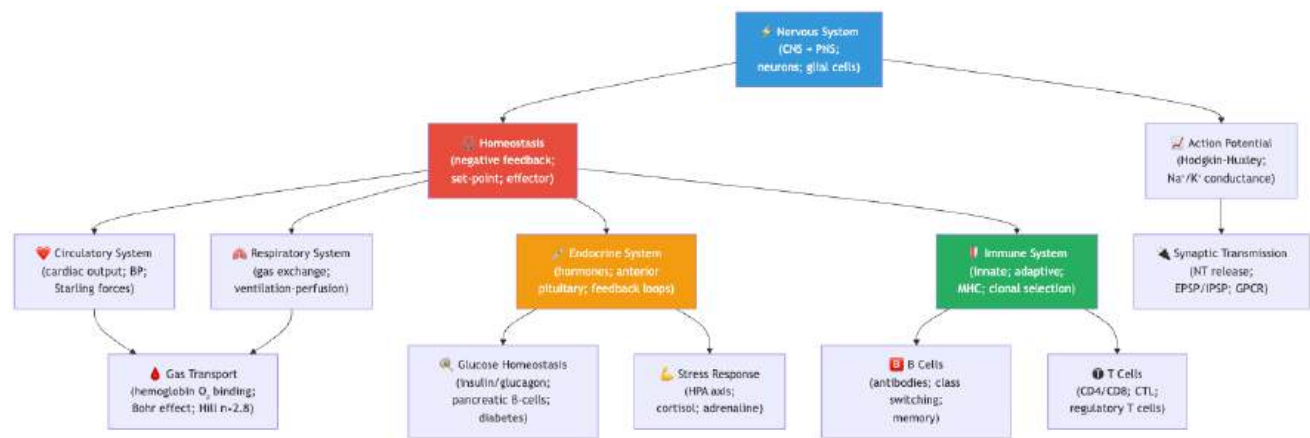 ⚡ Nervous System
(CNS + PNS;
neurons; glial cells)
Homeostasis
(negative feedback;
set-point; effector)
📈 Action Potential
(Hodgkin-Huxley;
Na⁺/K⁺ conductance)
❤️ Circulatory System
(cardiac output; BP;
Starling forces)
🫁 Respiratory System
(gas exchange;
ventilation-perfusion)
Endocrine System
(hormones; anterior
pituitary; feedback loops)
Immune System
(innate; adaptive;
MHC; clonal selection)
🔌 Synaptic Transmission
(NT release;
EPSP/IPSP; GPCR)
🩸 Gas Transport
(hemoglobin O₂ binding;
Bohr effect; Hill n≈2.8)
Glucose Homeostasis
(insulin/glucagon;
pancreatic B-cells;
diabetes)
💪 Stress Response
(HPA axis;
cortisol; adrenaline)
🅱 B Cells
(antibodies; class
switching;
memory)
🅣 T Cells
(CD4/CD8; CTL;
regulatory T cells)